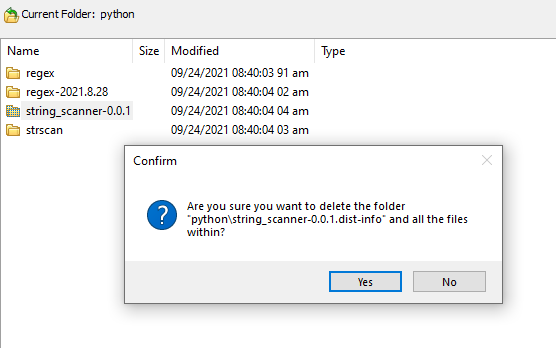 Current Folder: python
Name Size Modified Type
regex 09/24/2021 08:40:03 91 am
regex-2021.8.28 09/24/2021 08:40:04 02 am
string_scanner-0.0.1 09/24/2021 08:40:04 04 am
strscan 09/24/2021 08:40:04 03 am
Confirm
Are you sure you want to delete the folder
"python\string_scanner-0.0.1.dist-info" and all the files
within?
Yes No